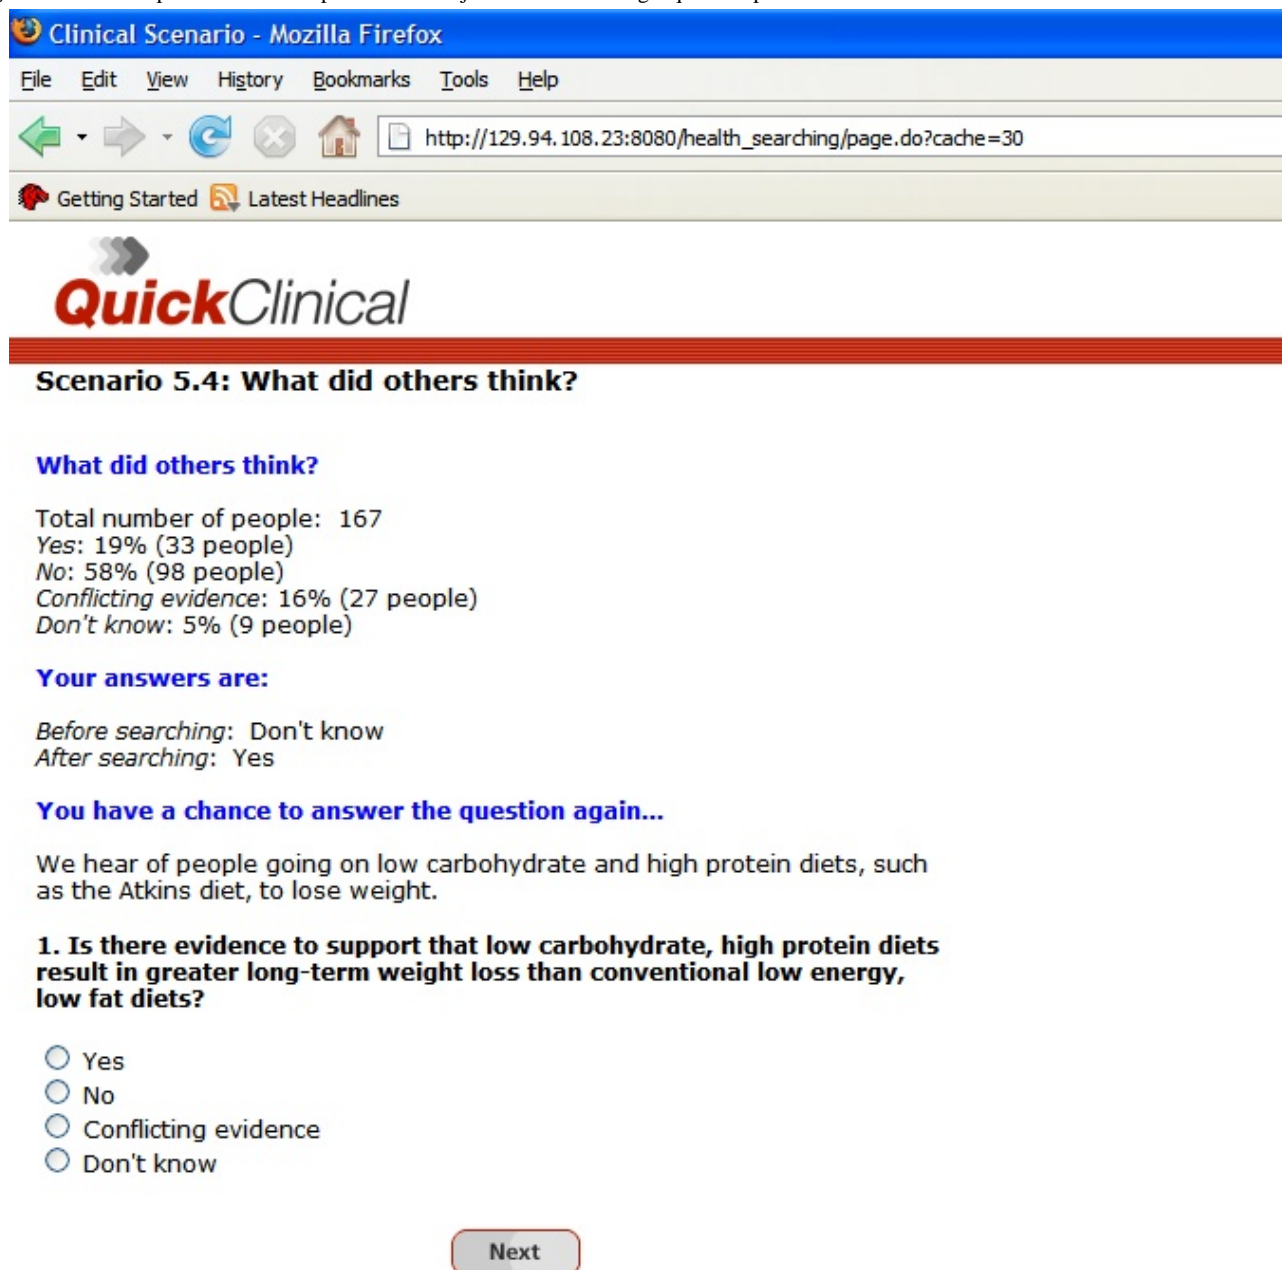 Clinical Scenario - Mozilla Firefox
File Edit View History Bookmarks Tools Help
http://129.94.108.23:8080/health_searching/page.do?cache=30
Getting Started Latest Headlines
QuickClinical
Scenario 5.4: What did others think?
What did others think?
Total number of people: 167
Yes: 19% (33 people)
No: 58% (98 people)
Conflicting evidence: 16% (27 people)
Don't know: 5% (9 people)
Your answers are:
Before searching: Don't know
After searching: Yes
You have a chance to answer the question again...
We hear of people going on low carbohydrate and high protein diets, such
as the Atkins diet, to lose weight.
1. Is there evidence to support that low carbohydrate, high protein diets
result in greater long-term weight loss than conventional low energy,
low fat diets?
Yes
No
Conflicting evidence
Don't know
Next